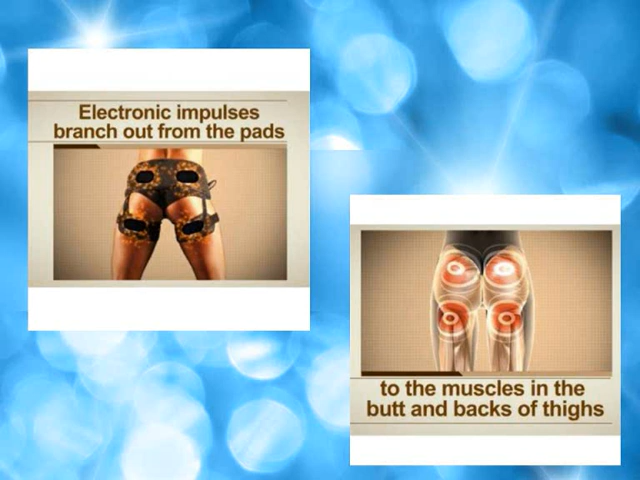 Electronic impulses
branch out from the pads
to the muscles in the
butt and backs of thighs